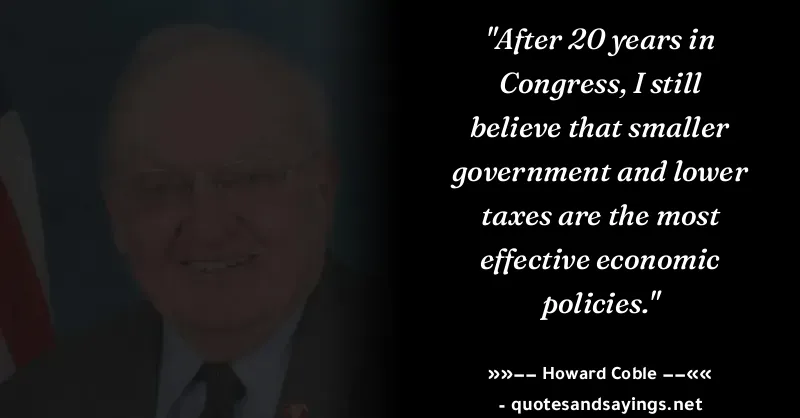 "After 20 years in
Congress, I still
believe that smaller
government and lower
taxes are the most
effective economic
policies."
»»−− Howard Coble −−««
- quotesandsayings.net